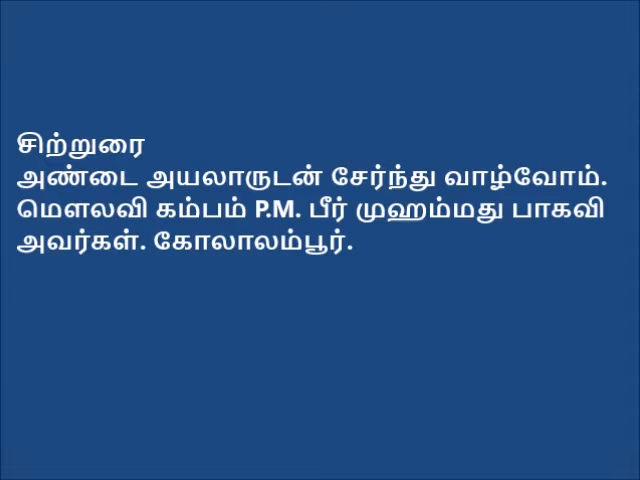 சிற்றுரை
அண்டை அயலாருடன் சேர்ந்து வாழ்வோம்.
மௌலவி கம்பம் P.M. பீர் முஹம்மது பாகவி
அவர்கள். கோலாலம்பூர்.